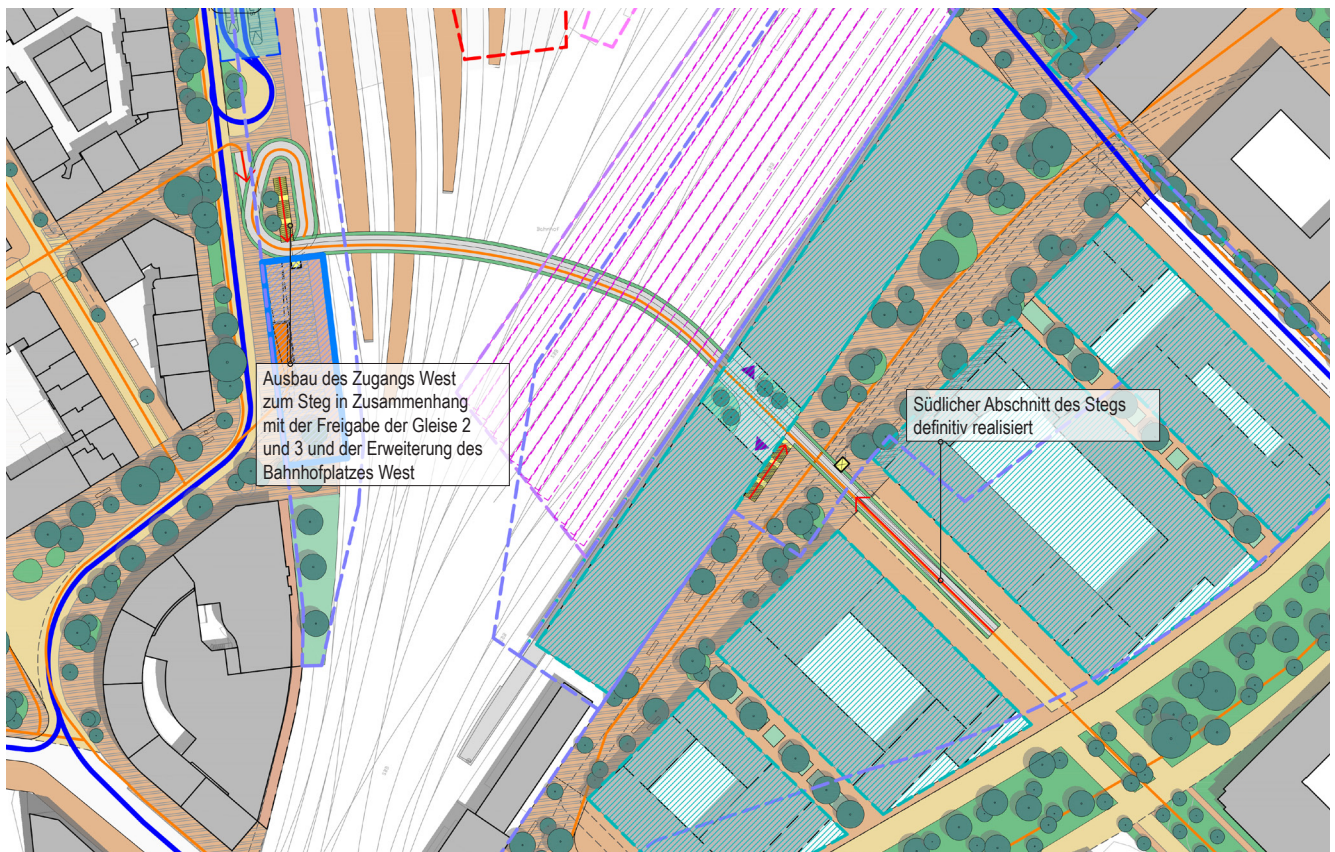 Bahnhof
Ausbau des Zugangs West
zum Steg in Zusammenhang
mit der Freigabe der Gleise 2
und 3 und der Erweiterung des
Bahnhofplatzes West
Südlicher Abschnitt des Stegs
definitiv realisiert